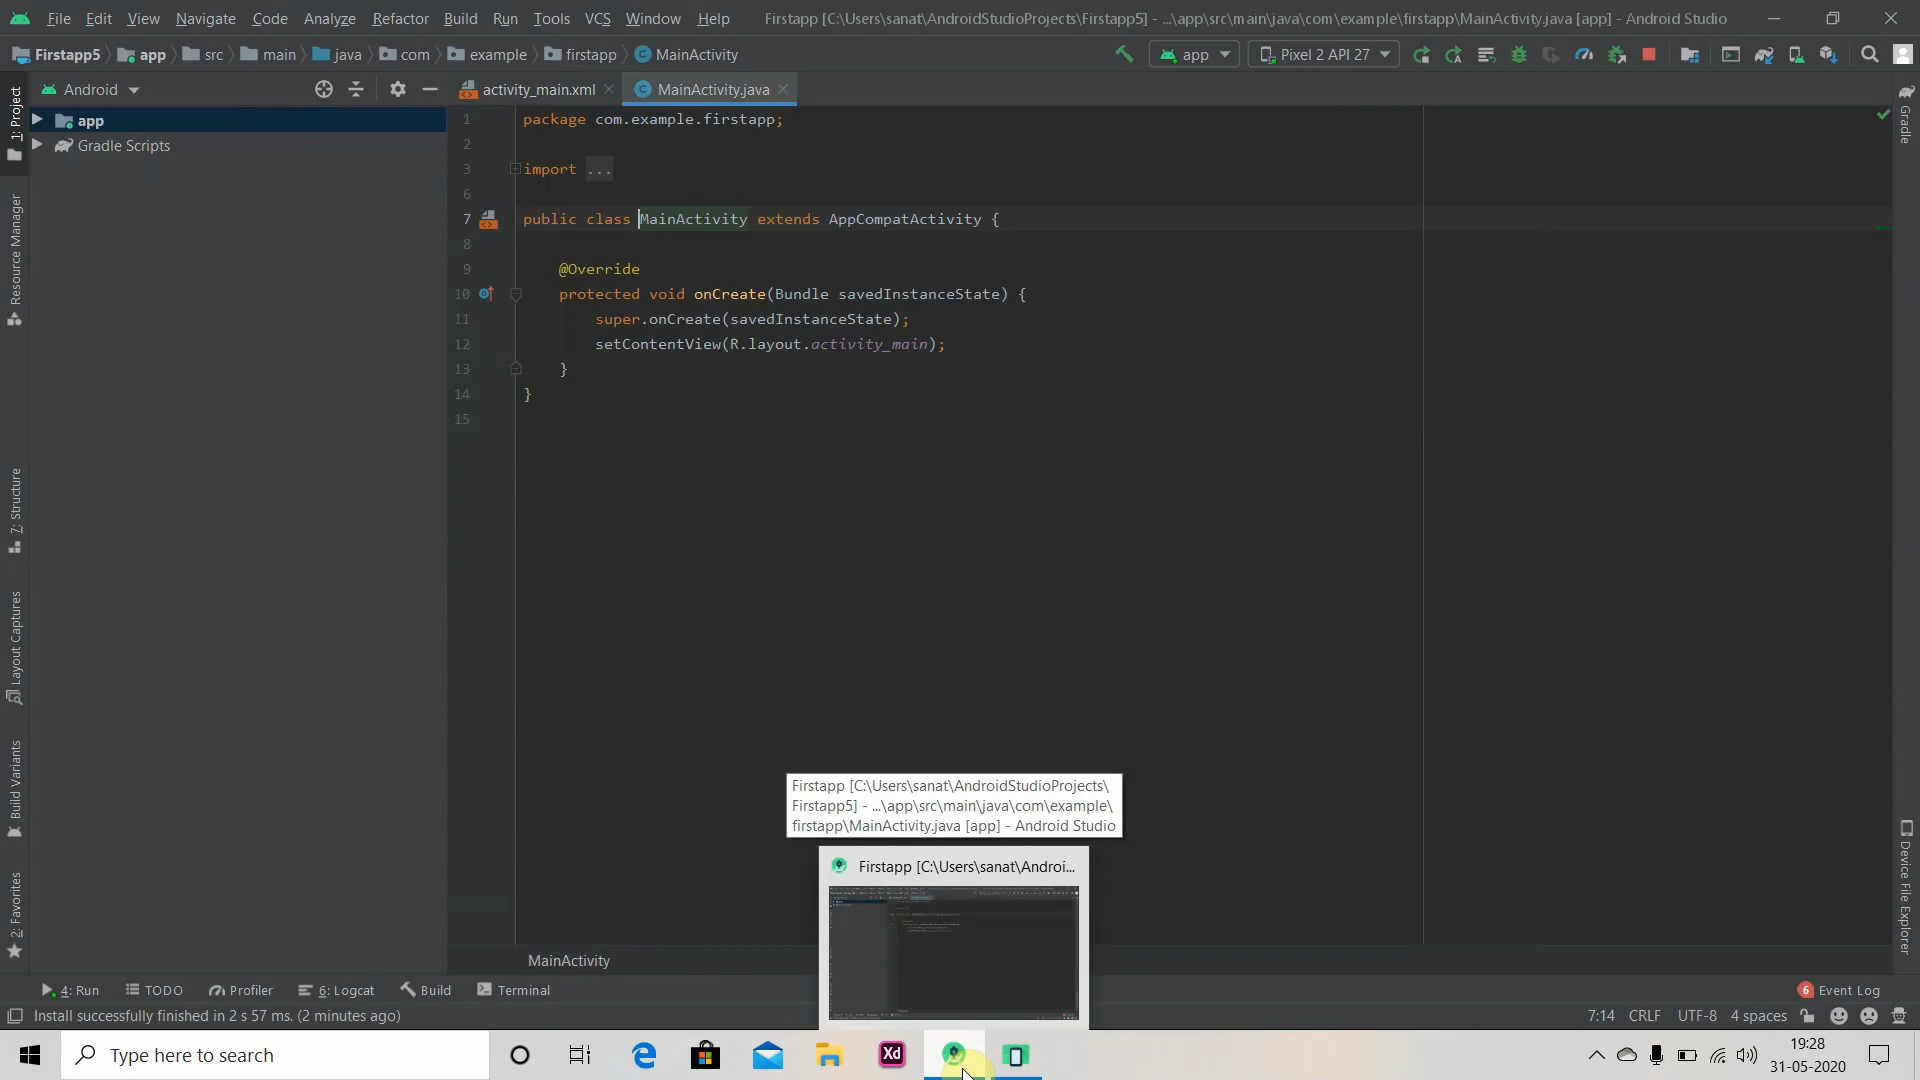 File Edit View Navigate Code Analyze Refactor Build Run Tools VCS Window Help Firstapp [C:\Users\sanat\AndroidStudioProjects\Firstapp5] - ...\app\src\main\java\com\example\firstapp\MainActivity.java [app] - Android Studio
Firstapp5 app src main java com example firstapp MainActivity app Pixel 2 API 27
Android
activity_main.xml MainActivity.java
app
Gradle Scripts
1: Project
Resource Manager
7: Structure
Layout Captures
Build Variants
2: Favorites
1 package com.example.firstapp;
2
3 import ...
6
7 public class MainActivity extends AppCompatActivity {
8
9 @Override
10 protected void onCreate(Bundle savedInstanceState) {
11 super.onCreate(savedInstanceState);
12 setContentView(R.layout.activity_main);
13 }
14 }
15
Gradle
Device File Explorer
Firstapp [C:\Users\sanat\AndroidStudioProjects\
Firstapp5] - ...\app\src\main\java\com\example\
firstapp\MainActivity.java [app] - Android Studio
Firstapp [C:\Users\sanat\Androi...
MainActivity
4: Run TODO Profiler 6: Logcat Build Terminal 6 Event Log
Install successfully finished in 2 s 57 ms. (2 minutes ago) 7:14 CRLF UTF-8 4 spaces
Type here to search
Xd
19:28
31-05-2020